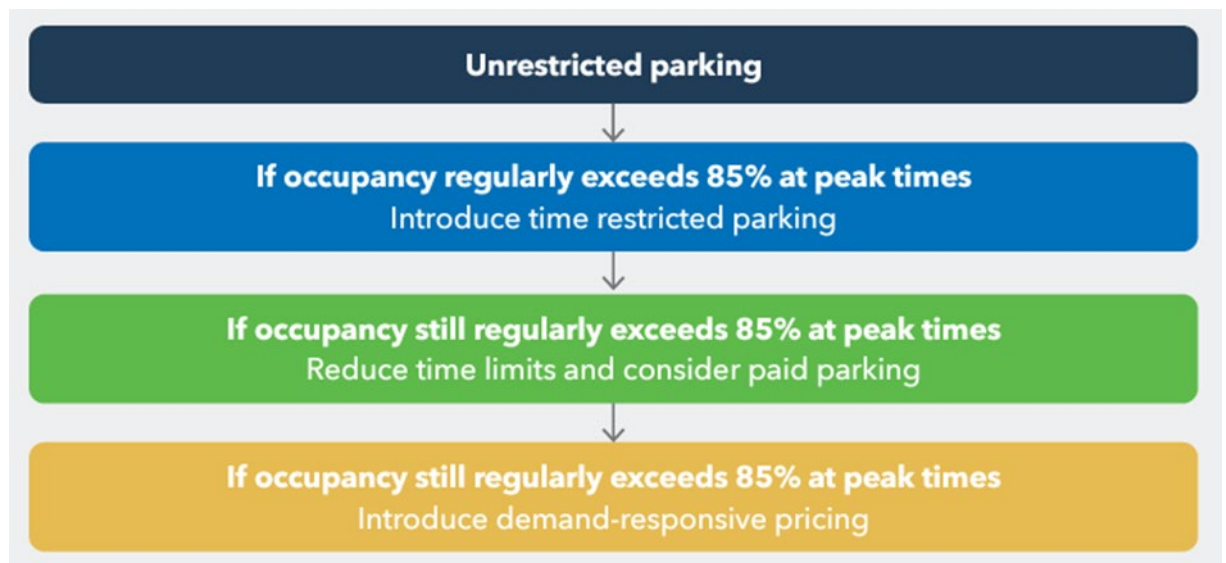 Unrestricted parking
If occupancy regularly exceeds 85% at peak times
Introduce time restricted parking
If occupancy still regularly exceeds 85% at peak times
Reduce time limits and consider paid parking
If occupancy still regularly exceeds 85% at peak times
Introduce demand-responsive pricing